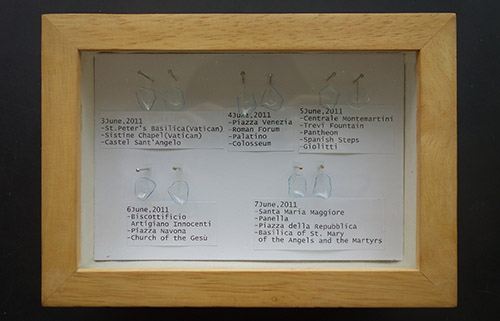 3June,2011
-St.Peter's Basilica(Vatican)
-Sistine Chapel(Vatican)
-Castel Sant'Angelo
4June,2011
-Piazza Venezia
-Roman Forum
-Palatino
-Colosseum
5June,2011
-Centrale Montemartini
-Trevi Fountain
-Pantheon
-Spanish Steps
-Giolitti
6June,2011
-Biscottificio
Artigiano Innocenti
-Piazza Navona
-Church of the Gesù
7June,2011
-Santa Maria Maggiore
-Panella
-Piazza della Repubblica
-Basilica of St. Mary
of the Angels and the Martyrs